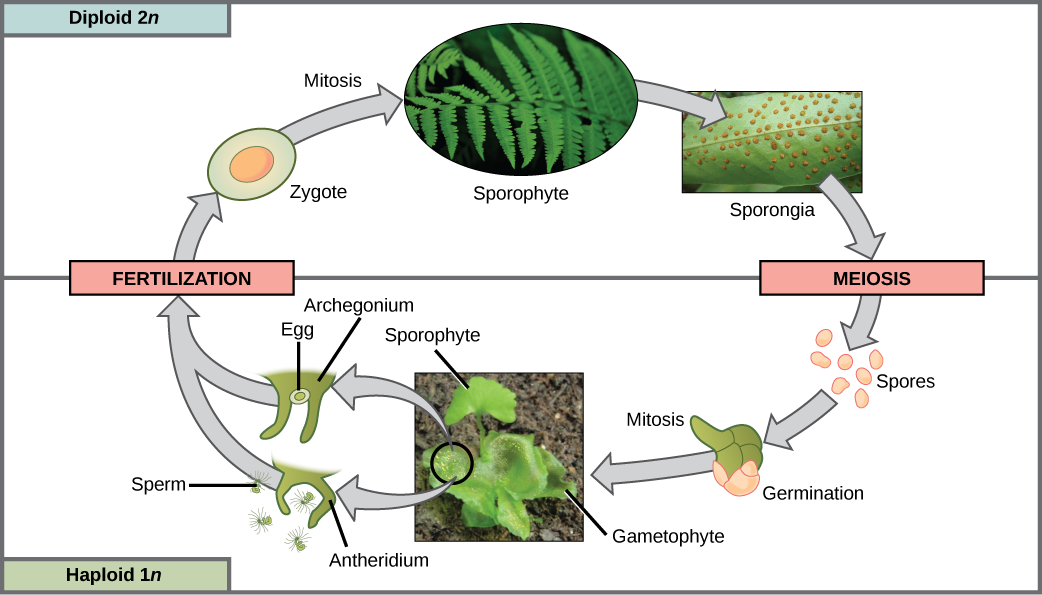 Diploid 2n
Mitosis
Zygote
Sporophyte
Sporongia
FERTILIZATION
MEIOSIS
Archegonium
Egg
Sporophyte
Spores
Mitosis
Sperm
Germination
Gametophyte
Antheridium
Haploid 1n